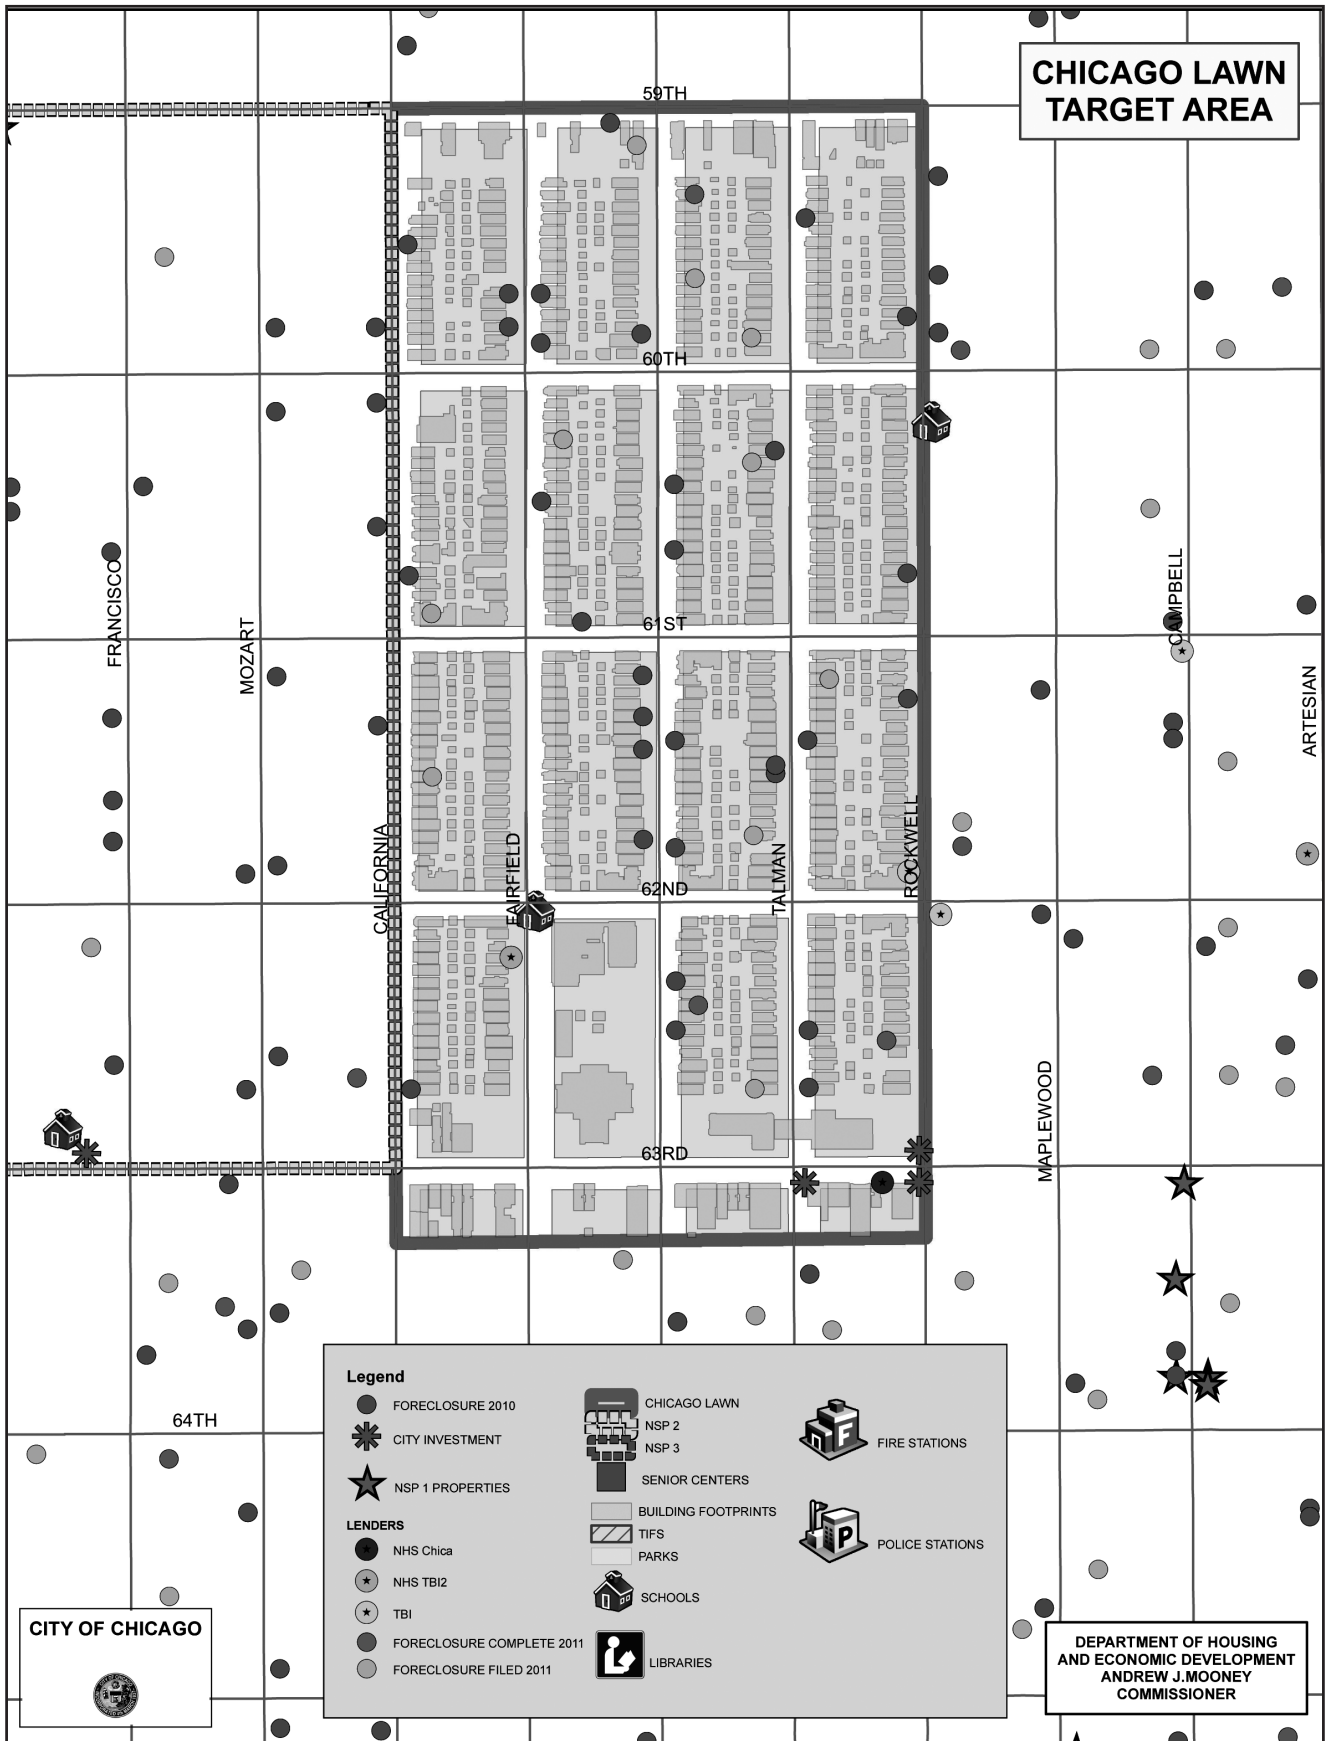 CHICAGO LAWN
TARGET AREA
59TH
60TH
61ST
62ND
63RD
64TH
FRANCISCO
MOZART
CALIFORNIA
FAIRFIELD
TALMAN
ROCKWELL
MAPLEWOOD
CAMPBELL
ARTESIAN
Legend
FORECLOSURE 2010
CITY INVESTMENT
NSP 1 PROPERTIES
LENDERS
NHS Chica
NHS TBI2
TBI
FORECLOSURE COMPLETE 2011
FORECLOSURE FILED 2011
CHICAGO LAWN
NSP 2
NSP 3
SENIOR CENTERS
BUILDING FOOTPRINTS
TIFS
PARKS
SCHOOLS
LIBRARIES
F
FIRE STATIONS
P
POLICE STATIONS
CITY OF CHICAGO
DEPARTMENT OF HOUSING
AND ECONOMIC DEVELOPMENT
ANDREW J.MOONEY
COMMISSIONER